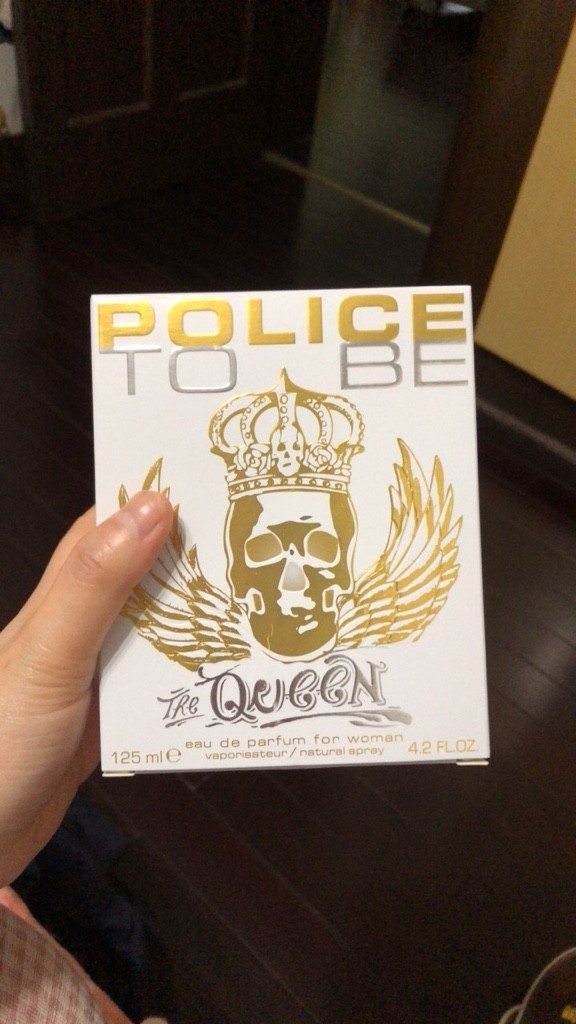 POLICE
TO BE
THE QUEEN
eau de parfum for woman
vaporisateur / natural spray
125 ml e
4.2 FL.OZ.